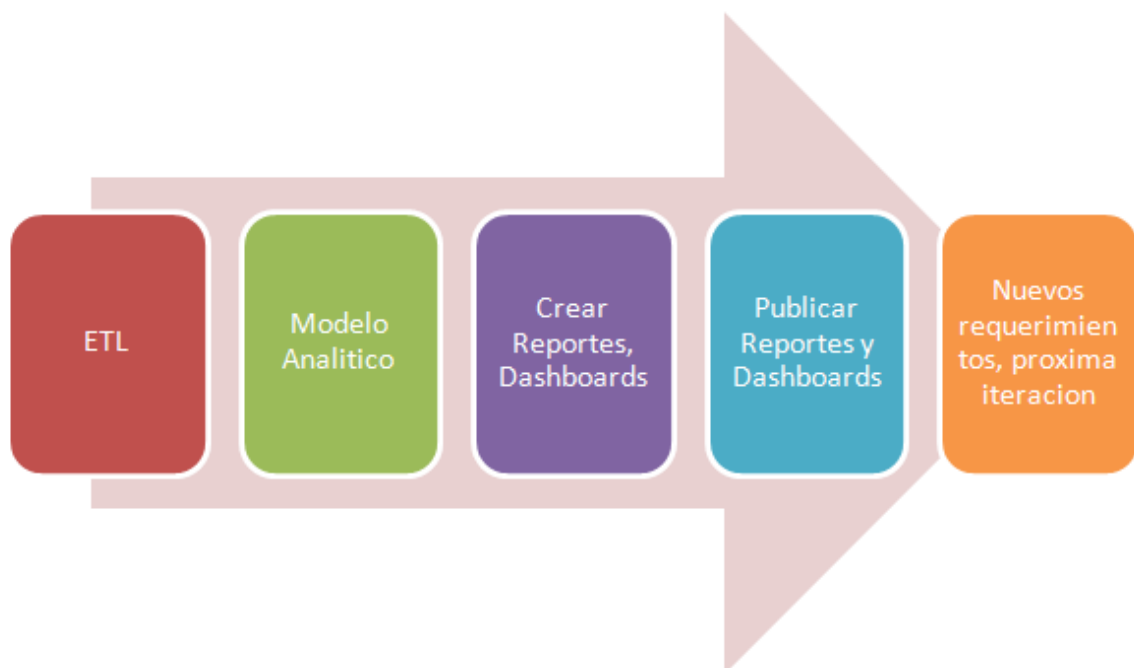 ETL
Modelo
Analitico
Crear
Reportes,
Dashboards
Publicar
Reportes y
Dashboards
Nuevos
requerimien
tos, proxima
iteracion